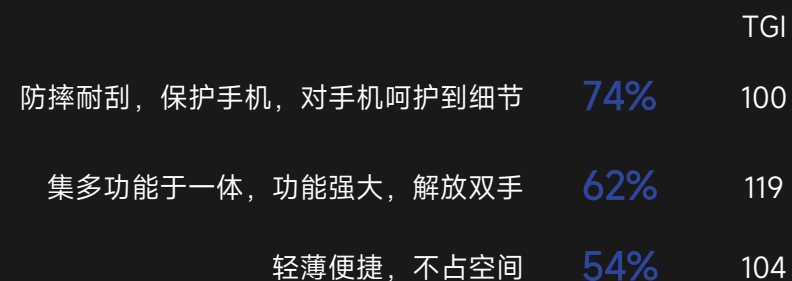 TGI
防摔耐刮，保护手机，对手机呵护到细节 74% 100
集多功能于一体，功能强大，解放双手 62% 119
轻薄便捷，不占空间 54% 104